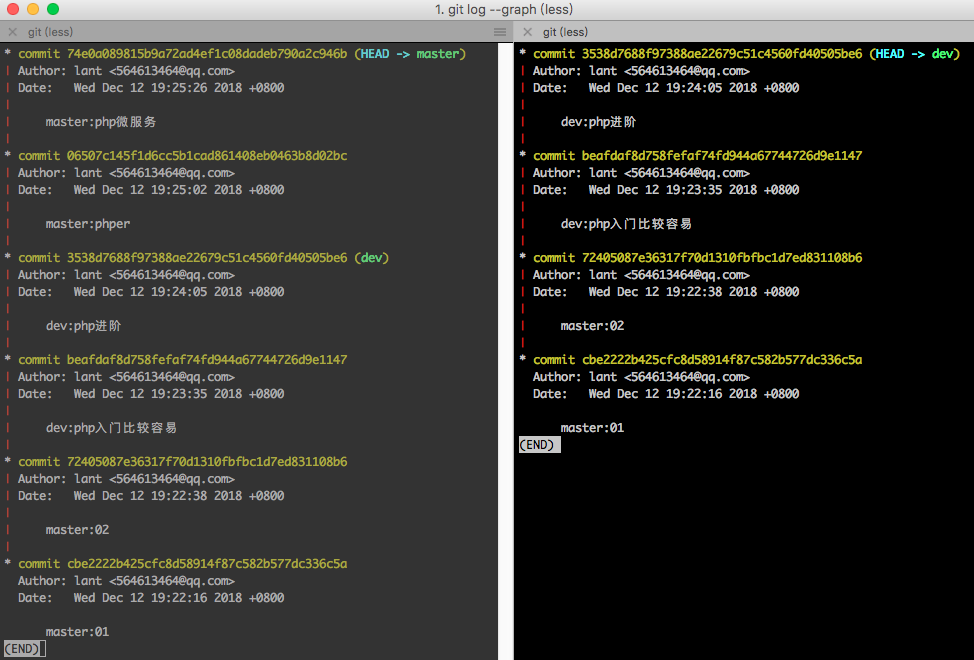 1. git log --graph (less)
git (less)
* commit 74e0a089815b9a72ad4ef1c08dadeb790a2c946b (HEAD -> master)
| Author: lant <564613464@qq.com>
| Date:   Wed Dec 12 19:25:26 2018 +0800
|
|     master:php微服务
|
* commit 06507c145f1d6cc5b1cad861408eb0463b8d02bc
| Author: lant <564613464@qq.com>
| Date:   Wed Dec 12 19:25:02 2018 +0800
|
|     master:phper
|
* commit 3538d7688f97388ae22679c51c4560fd40505be6 (dev)
| Author: lant <564613464@qq.com>
| Date:   Wed Dec 12 19:24:05 2018 +0800
|
|     dev:php进阶
|
* commit beafdaf8d758fefaf74fd944a67744726d9e1147
| Author: lant <564613464@qq.com>
| Date:   Wed Dec 12 19:23:35 2018 +0800
|
|     dev:php入门比较容易
|
* commit 72405087e36317f70d1310fbfbc1d7ed831108b6
| Author: lant <564613464@qq.com>
| Date:   Wed Dec 12 19:22:38 2018 +0800
|
|     master:02
|
* commit cbe2222b425cfc8d58914f87c582b577dc336c5a
  Author: lant <564613464@qq.com>
  Date:   Wed Dec 12 19:22:16 2018 +0800

      master:01
(END)
git (less)
* commit 3538d7688f97388ae22679c51c4560fd40505be6 (HEAD -> dev)
| Author: lant <564613464@qq.com>
| Date:   Wed Dec 12 19:24:05 2018 +0800
|
|     dev:php进阶
|
* commit beafdaf8d758fefaf74fd944a67744726d9e1147
| Author: lant <564613464@qq.com>
| Date:   Wed Dec 12 19:23:35 2018 +0800
|
|     dev:php入门比较容易
|
* commit 72405087e36317f70d1310fbfbc1d7ed831108b6
| Author: lant <564613464@qq.com>
| Date:   Wed Dec 12 19:22:38 2018 +0800
|
|     master:02
|
* commit cbe2222b425cfc8d58914f87c582b577dc336c5a
  Author: lant <564613464@qq.com>
  Date:   Wed Dec 12 19:22:16 2018 +0800

      master:01
(END)